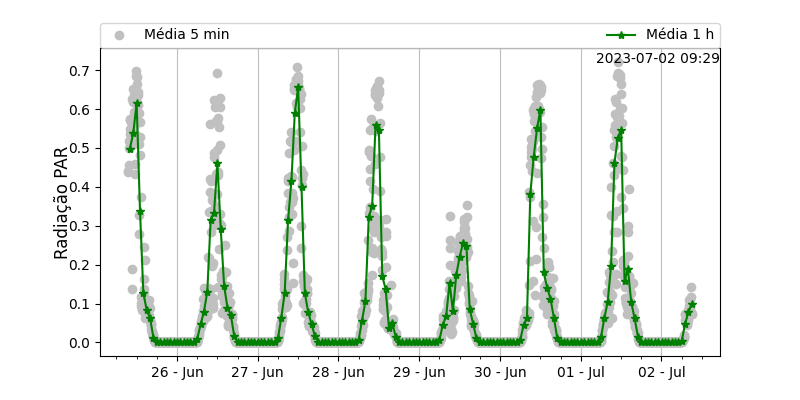 Média 5 min
Média 1 h
2023-07-02 09:29
Radiação PAR
0.7
0.6
0.5
0.4
0.3
0.2
0.1
0.0
26 - Jun
27 - Jun
28 - Jun
29 - Jun
30 - Jun
01 - Jul
02 - Jul